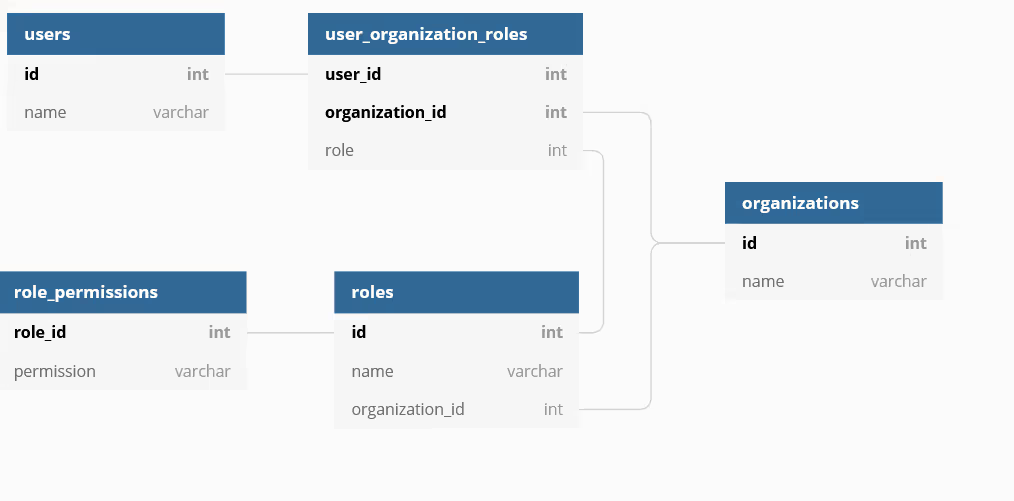 users
id int
name varchar
user_organization_roles
user_id int
organization_id int
role int
organizations
id int
name varchar
role_permissions
role_id int
permission varchar
roles
id int
name varchar
organization_id int